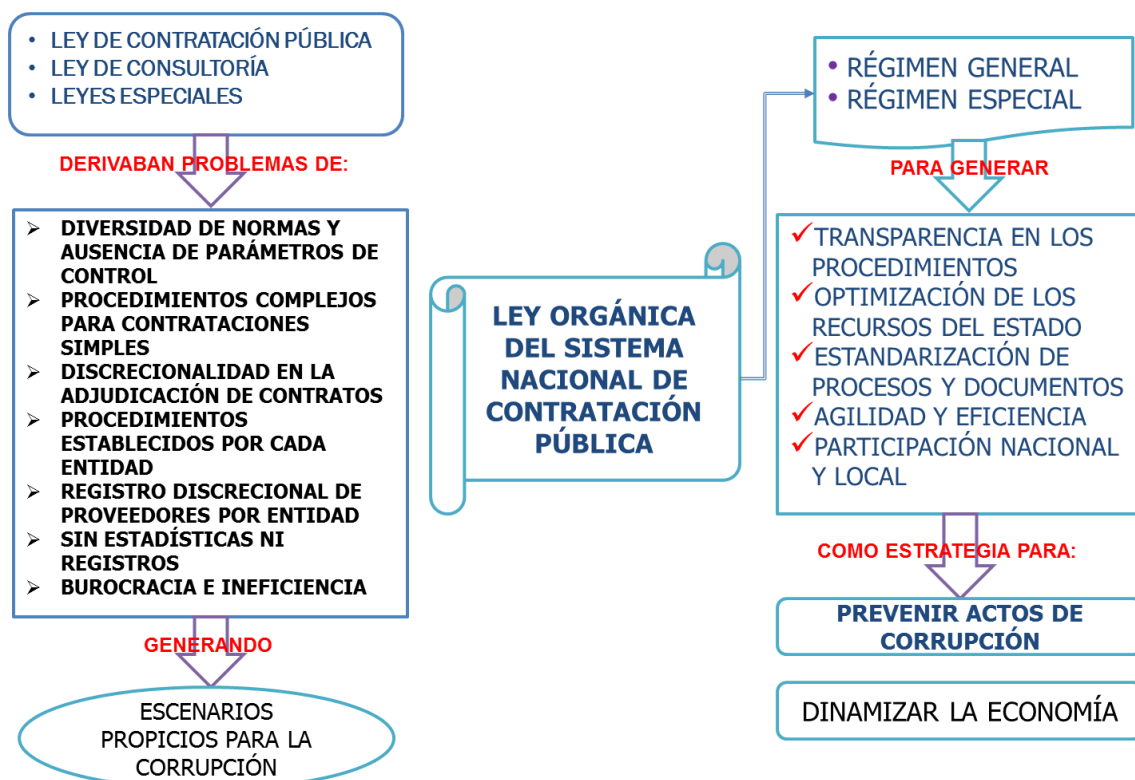 • LEY DE CONTRATACIÓN PÚBLICA
• LEY DE CONSULTORÍA
• LEYES ESPECIALES
DERIVABAN PROBLEMAS DE:
➢ DIVERSIDAD DE NORMAS Y
AUSENCIA DE PARÁMETROS DE
CONTROL
➢ PROCEDIMIENTOS COMPLEJOS
PARA CONTRATACIONES
SIMPLES
➢ DISCRECIONALIDAD EN LA
ADJUDICACIÓN DE CONTRATOS
➢ PROCEDIMIENTOS
ESTABLECIDOS POR CADA
ENTIDAD
➢ REGISTRO DISCRECIONAL DE
PROVEEDORES POR ENTIDAD
➢ SIN ESTADÍSTICAS NI
REGISTROS
➢ BUROCRACIA E INEFICIENCIA
GENERANDO
ESCENARIOS
PROPICIOS PARA LA
CORRUPCIÓN
LEY ORGÁNICA
DEL SISTEMA
NACIONAL DE
CONTRATACIÓN
PÚBLICA
• RÉGIMEN GENERAL
• RÉGIMEN ESPECIAL
PARA GENERAR
✓TRANSPARENCIA EN LOS
PROCEDIMIENTOS
✓OPTIMIZACIÓN DE LOS
RECURSOS DEL ESTADO
✓ESTANDARIZACIÓN DE
PROCESOS Y DOCUMENTOS
✓AGILIDAD Y EFICIENCIA
✓PARTICIPACIÓN NACIONAL
Y LOCAL
COMO ESTRATEGIA PARA:
PREVENIR ACTOS DE
CORRUPCIÓN
DINAMIZAR LA ECONOMÍA